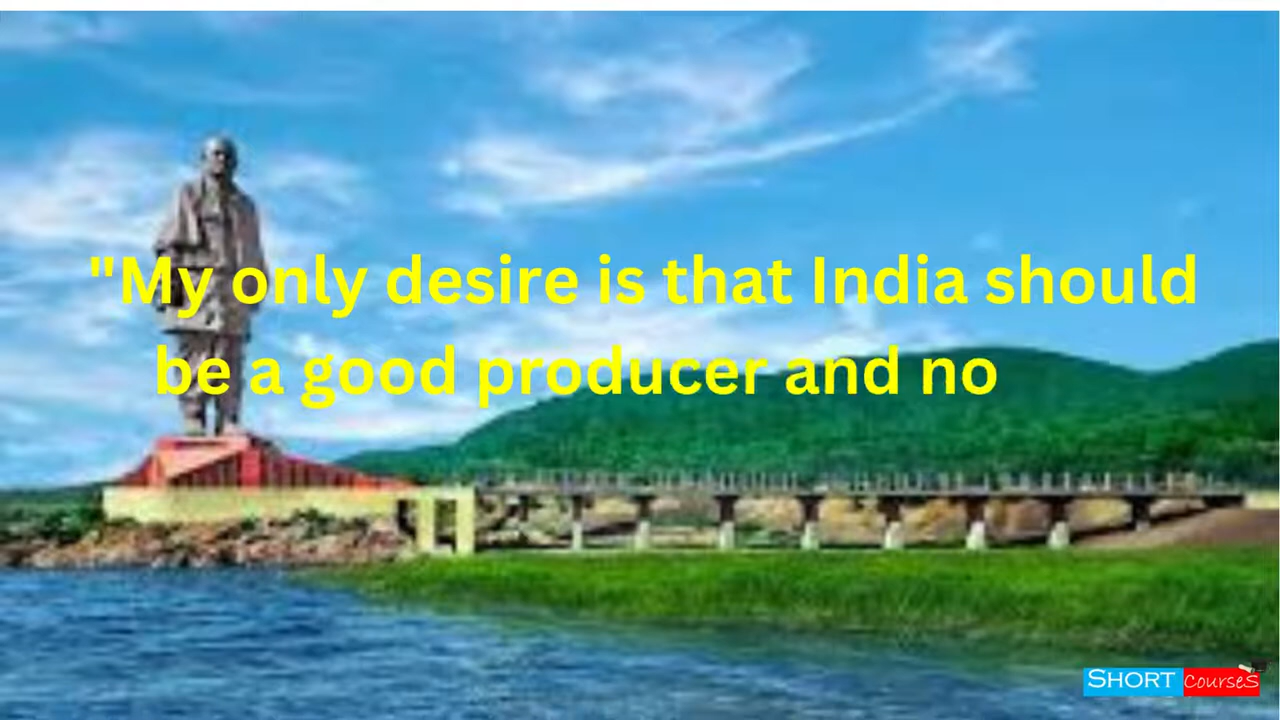 "My only desire is that India should
be a good producer and no
SHORT CourseS